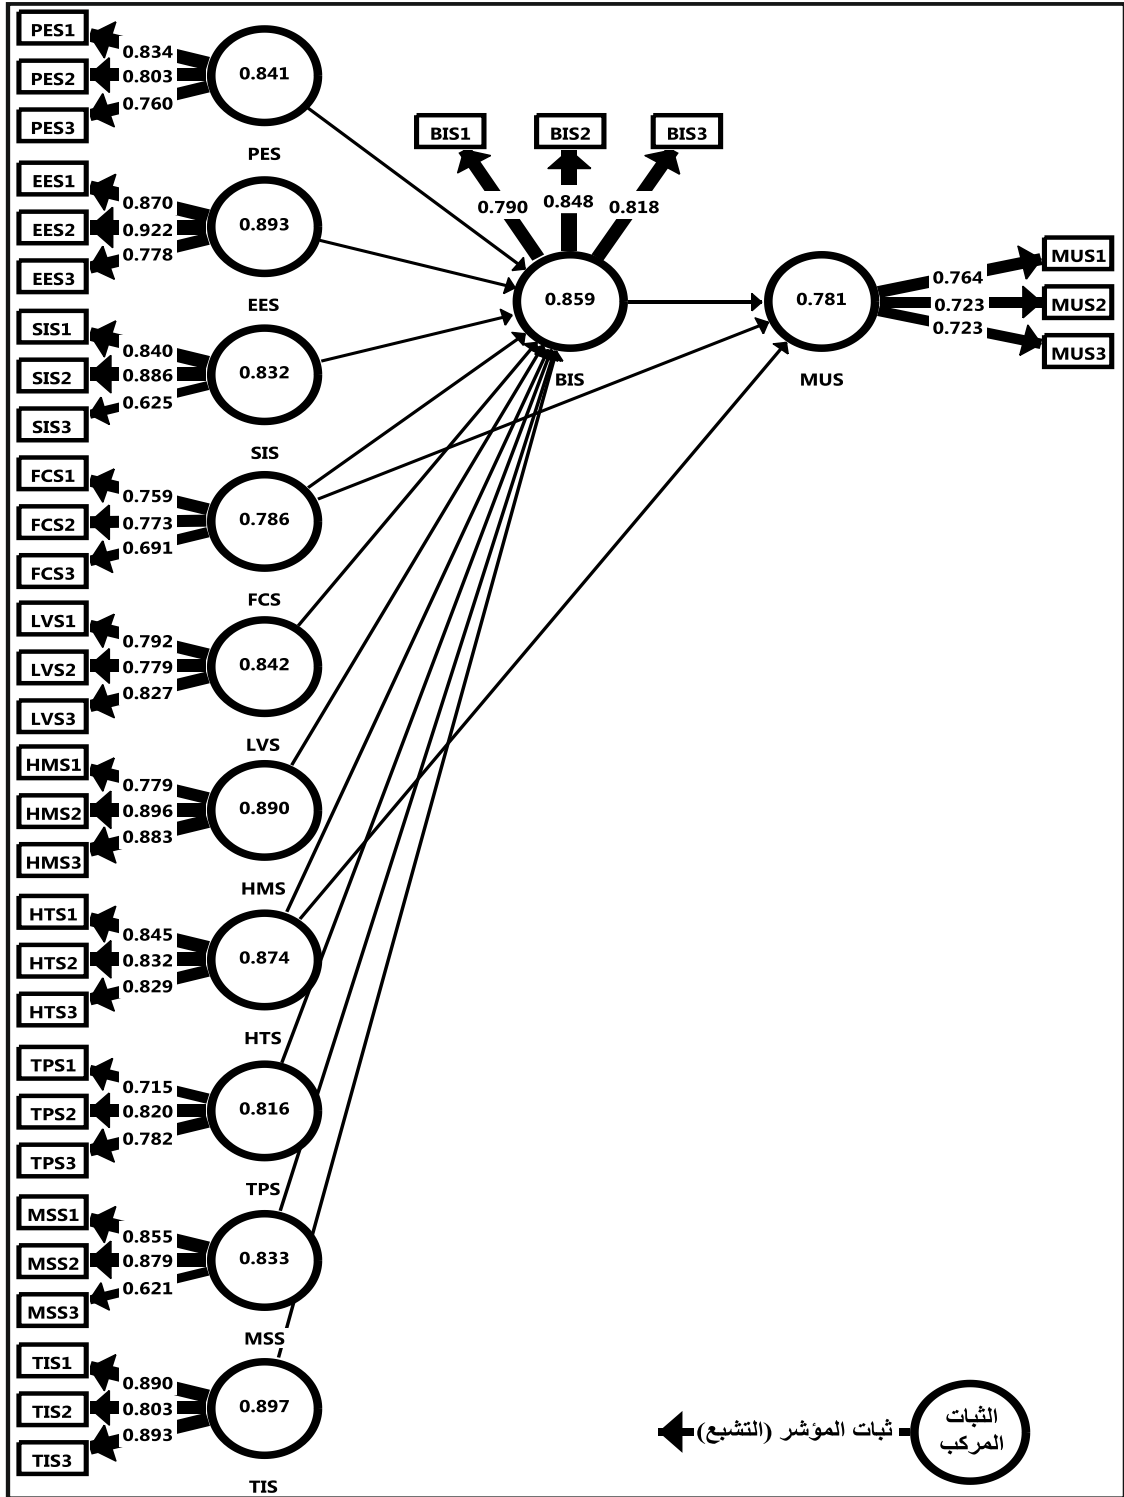 PES1
0.834
PES2
0.803
PES3
0.760
0.841
PES
EES1
0.870
EES2
0.922
EES3
0.778
0.893
EES
SIS1
0.840
SIS2
0.886
SIS3
0.625
0.832
SIS
FCS1
0.759
FCS2
0.773
FCS3
0.691
0.786
FCS
LVS1
0.792
LVS2
0.779
LVS3
0.827
0.842
LVS
HMS1
0.779
HMS2
0.896
HMS3
0.883
0.890
HMS
HTS1
0.845
HTS2
0.832
HTS3
0.829
0.874
HTS
TPS1
0.715
TPS2
0.820
TPS3
0.782
0.816
TPS
MSS1
0.855
MSS2
0.879
MSS3
0.621
0.833
MSS
TIS1
0.890
TIS2
0.803
TIS3
0.893
0.897
TIS
BIS1
BIS2
BIS3
0.790
0.848
0.818
0.859
BIS
0.781
MUS
0.764
MUS1
0.723
MUS2
0.723
MUS3
الثبات
المركب
ثبات المؤشر (التشبع)